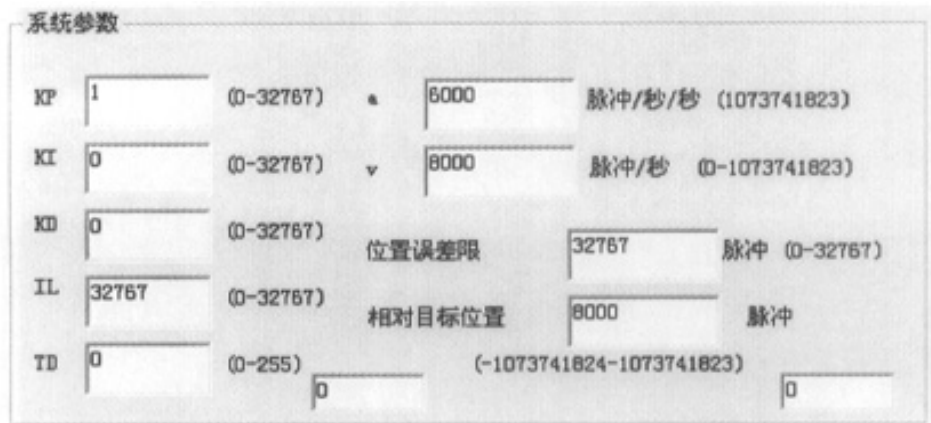 系统参数
KP 1 (0-32767) a 6000 脉冲/秒/秒 (1073741823)
KI 0 (0-32767) v 8000 脉冲/秒 (0-1073741823)
KD 0 (0-32767)
位置误差限 32767 脉冲 (0-32767)
IL 32767 (0-32767)
相对目标位置 8000 脉冲
TD 0 (0-255) (-1073741824-1073741823)
0 0